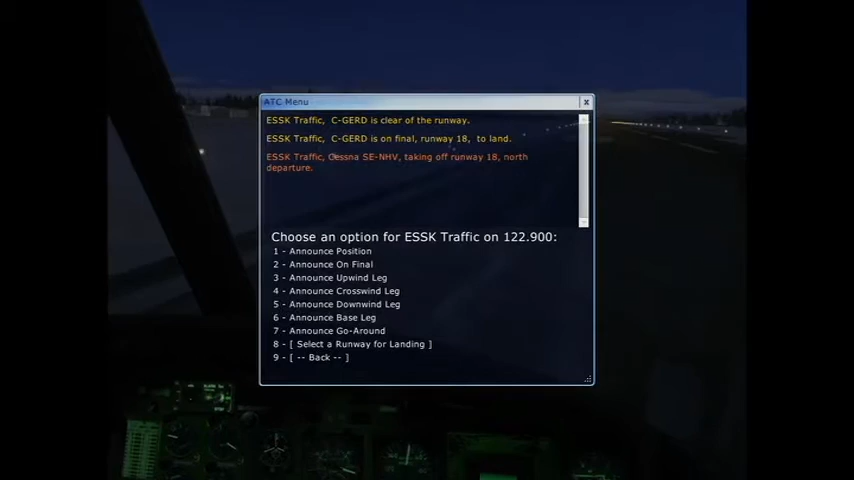 ATC Menu
x
ESSK Traffic, C-GERD is clear of the runway.
ESSK Traffic, C-GERD is on final, runway 18, to land.
ESSK Traffic, Cessna SE-NHV, taking off runway 18, north
departure.
Choose an option for ESSK Traffic on 122.900:
1 - Announce Position
2 - Announce On Final
3 - Announce Upwind Leg
4 - Announce Crosswind Leg
5 - Announce Downwind Leg
6 - Announce Base Leg
7 - Announce Go-Around
8 - [ Select a Runway for Landing ]
9 - [ -- Back -- ]